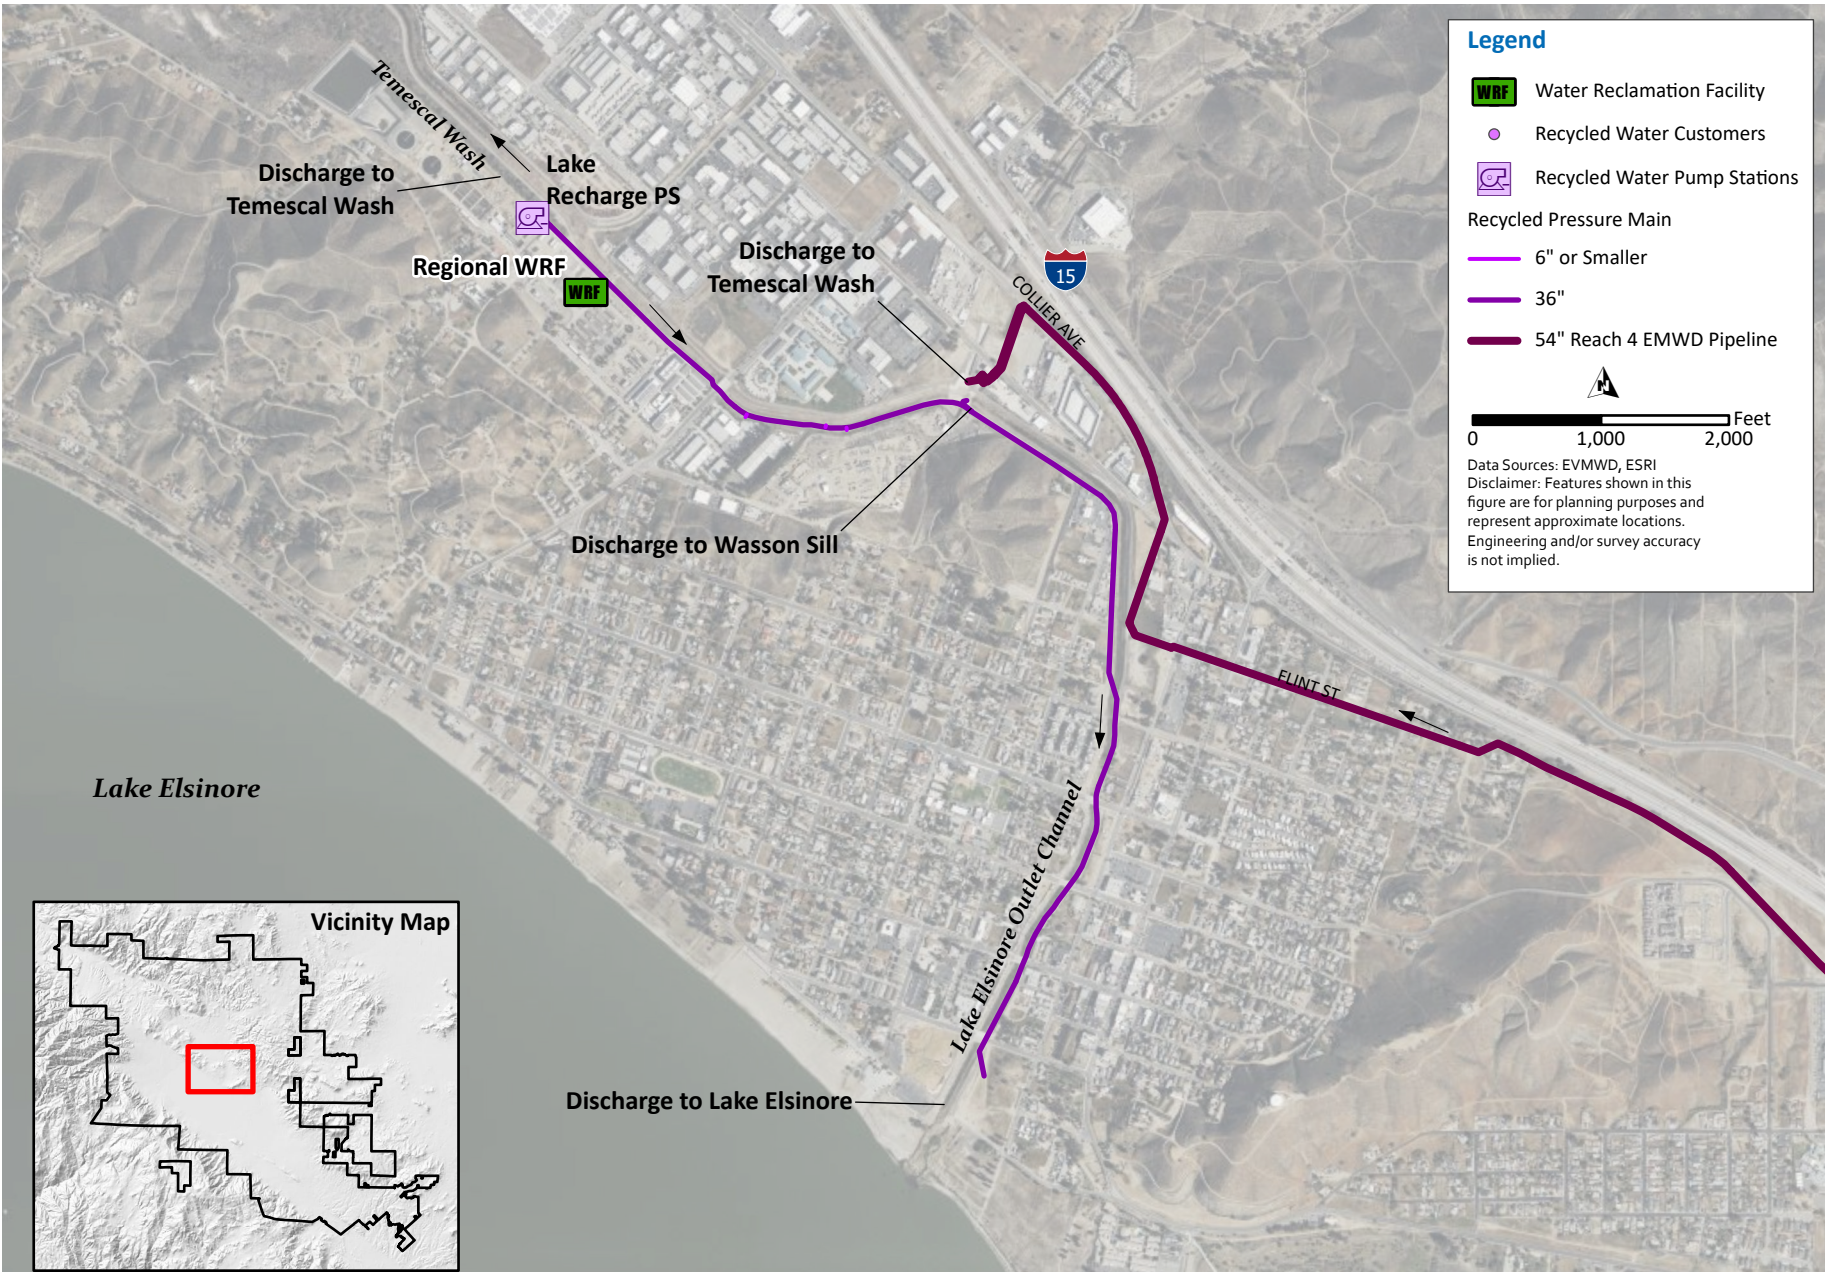 Temescal Wash
Discharge to
Temescal Wash
Lake
Recharge PS
Regional WRF
WRF
Discharge to
Temescal Wash
15
COLLIER AVE
Discharge to Wasson Sill
FLINT ST
Lake Elsinore
Lake Elsinore Outlet Channel
Discharge to Lake Elsinore
Vicinity Map
Legend
WRF Water Reclamation Facility
Recycled Water Customers
Recycled Water Pump Stations
Recycled Pressure Main
6" or Smaller
36"
54" Reach 4 EMWD Pipeline
N
Feet
0 1,000 2,000
Data Sources: EVMWD, ESRI
Disclaimer: Features shown in this
figure are for planning purposes and
represent approximate locations.
Engineering and/or survey accuracy
is not implied.